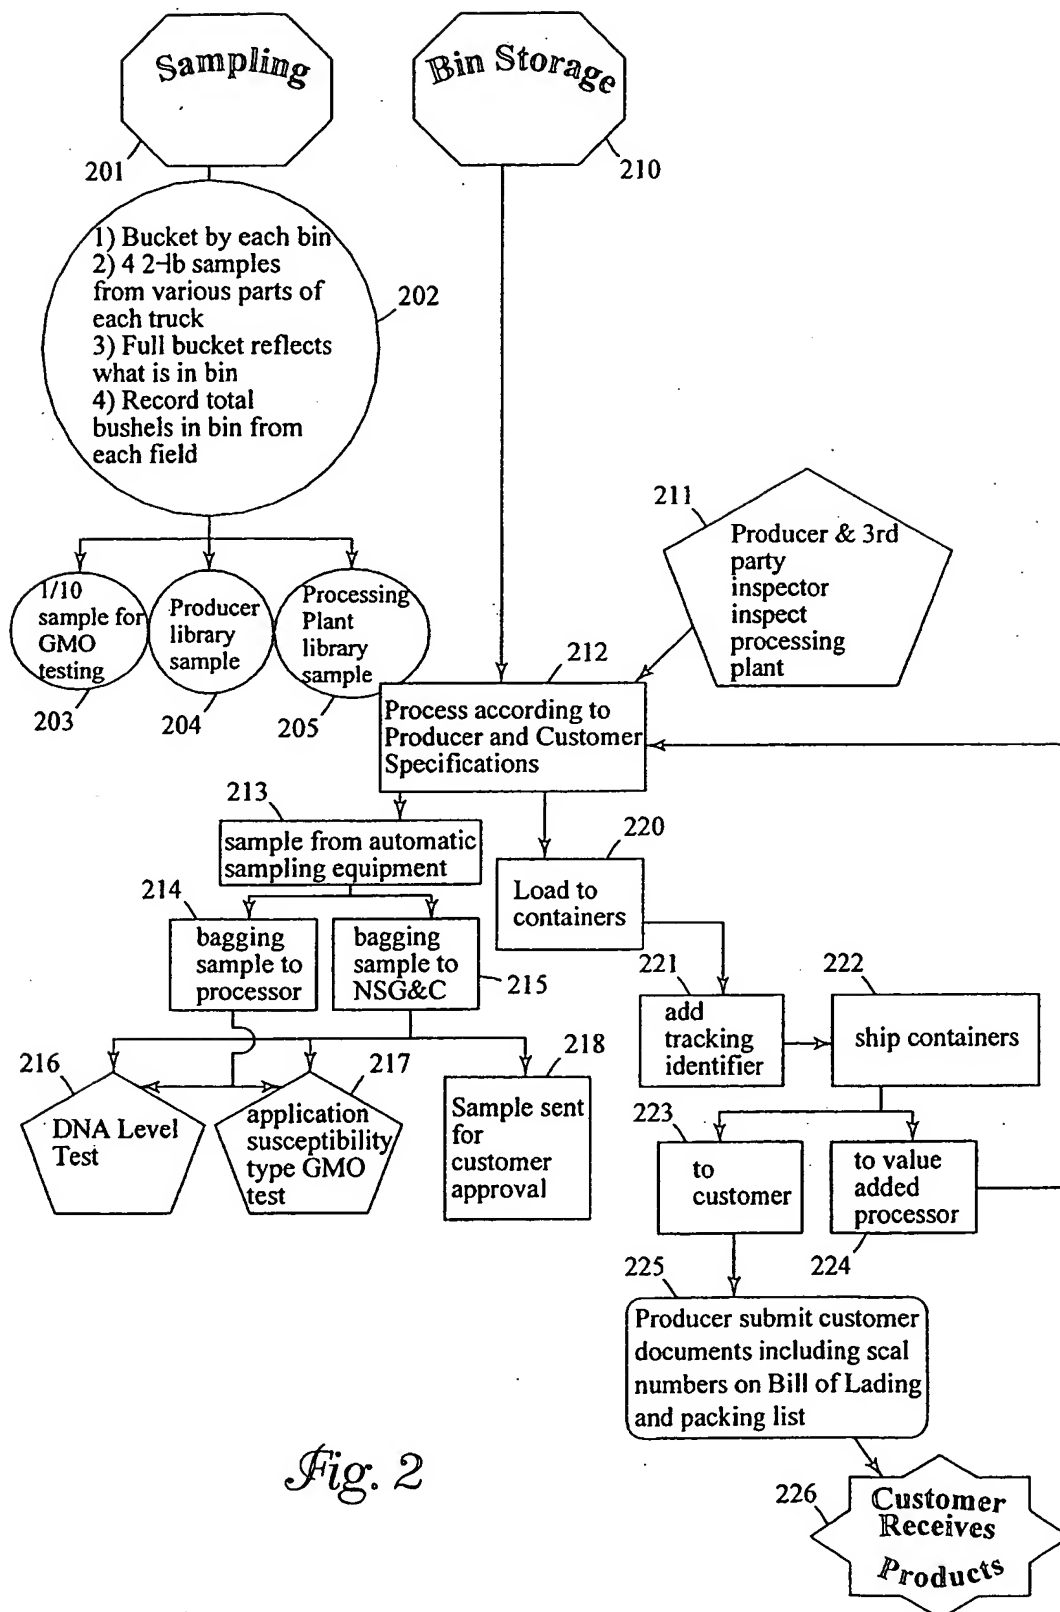 Sampling
Bin Storage
201
210
1) Bucket by each bin
2) 4 2-lb samples
from various parts of
each truck
3) Full bucket reflects
what is in bin
4) Record total
bushels in bin from
each field
202
211
Producer & 3rd
party
inspector
inspect
processing
plant
1/10
sample for
GMO
testing
Producer
library
sample
Processing
Plant
library
sample
203
204
205
212
Process according to
Producer and Customer
Specifications
213
sample from automatic
sampling equipment
220
Load to
containers
214
bagging
sample to
processor
bagging
sample to
NSG&C
215
221
add
tracking
identifier
222
ship containers
216
DNA Level
Test
217
application
susceptibility
type GMO
test
218
Sample sent
for
customer
approval
223
to
customer
to value
added
processor
224
225
Producer submit customer
documents including scal
numbers on Bill of Lading
and packing list
226
Customer
Receives
Products
Fig. 2